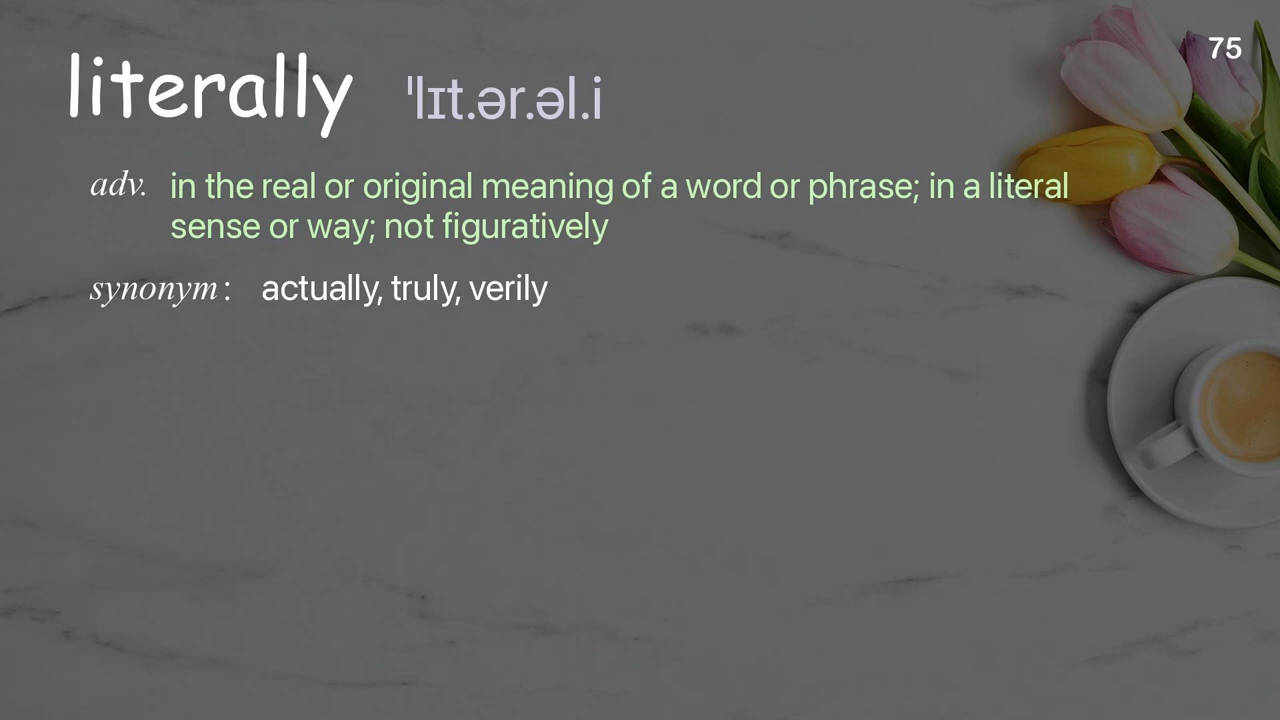 75
literally ˈlɪt.ər.əl.i
adv. in the real or original meaning of a word or phrase; in a literal
sense or way; not figuratively
synonym: actually, truly, verily